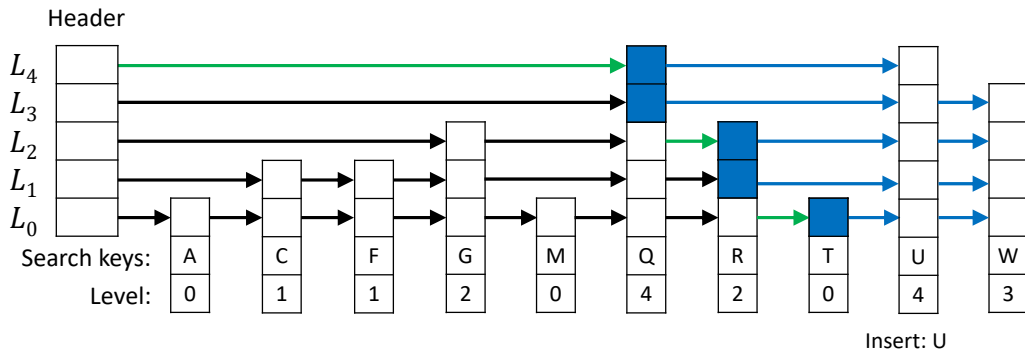 Header
L4
L3
L2
L1
L0
Search keys: A C F G M Q R T U W
Level: 0 1 1 2 0 4 2 0 4 3
Insert: U